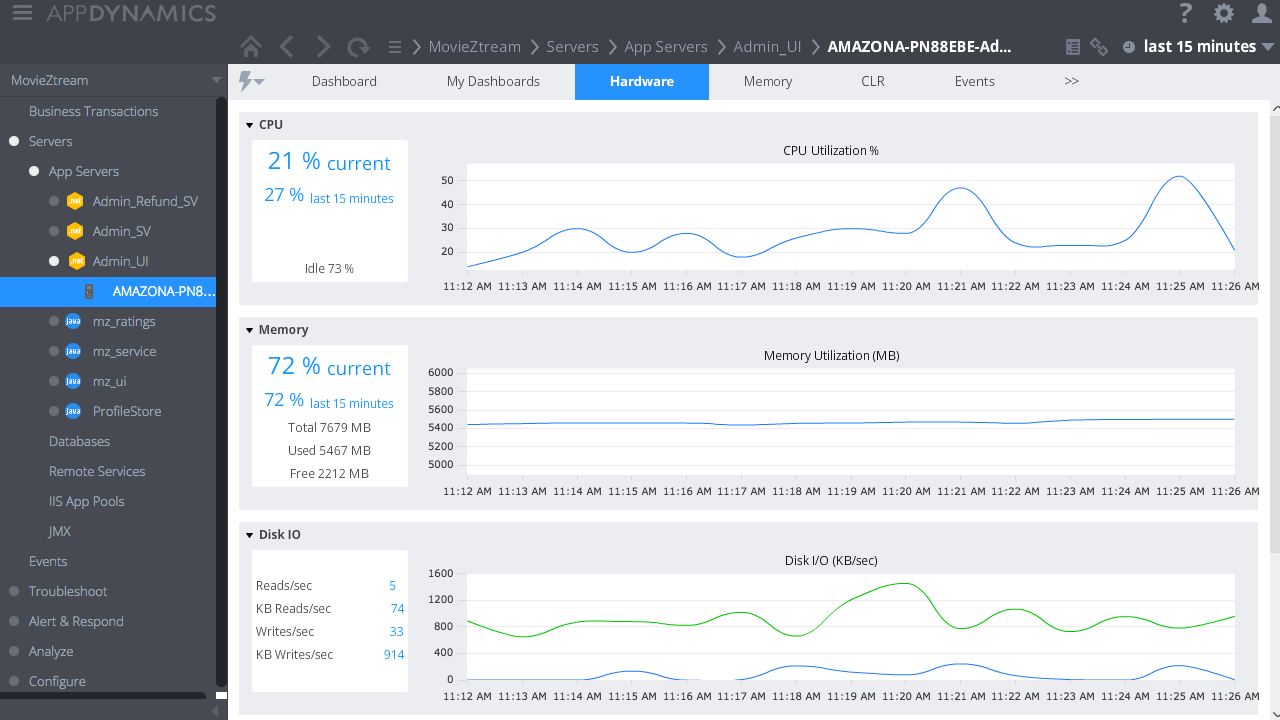 APPDYNAMICS
?
MovieZtream Servers App Servers Admin_UI AMAZONA-PN88EBE-Ad... last 15 minutes
MovieZtream
Business Transactions
Servers
App Servers
.net Admin_Refund_SV
.net Admin_SV
.net Admin_UI
AMAZONA-PN8...
Java mz_ratings
Java mz_service
Java mz_ui
Java ProfileStore
Databases
Remote Services
IIS App Pools
JMX
Events
Troubleshoot
Alert & Respond
Analyze
Configure
Dashboard My Dashboards Hardware Memory CLR Events >>
CPU
21 % current
27 % last 15 minutes
Idle 73 %
CPU Utilization %
50
40
30
20
11:12 AM 11:13 AM 11:14 AM 11:15 AM 11:16 AM 11:17 AM 11:18 AM 11:19 AM 11:20 AM 11:21 AM 11:22 AM 11:23 AM 11:24 AM 11:25 AM 11:26 AM
Memory
72 % current
72 % last 15 minutes
Total 7679 MB
Used 5467 MB
Free 2212 MB
Memory Utilization (MB)
6000
5800
5600
5400
5200
5000
11:12 AM 11:13 AM 11:14 AM 11:15 AM 11:16 AM 11:17 AM 11:18 AM 11:19 AM 11:20 AM 11:21 AM 11:22 AM 11:23 AM 11:24 AM 11:25 AM 11:26 AM
Disk IO
Reads/sec 5
KB Reads/sec 74
Writes/sec 33
KB Writes/sec 914
Disk I/O (KB/sec)
1600
1200
800
400
0
11:12 AM 11:13 AM 11:14 AM 11:15 AM 11:16 AM 11:17 AM 11:18 AM 11:19 AM 11:20 AM 11:21 AM 11:22 AM 11:23 AM 11:24 AM 11:25 AM 11:26 AM